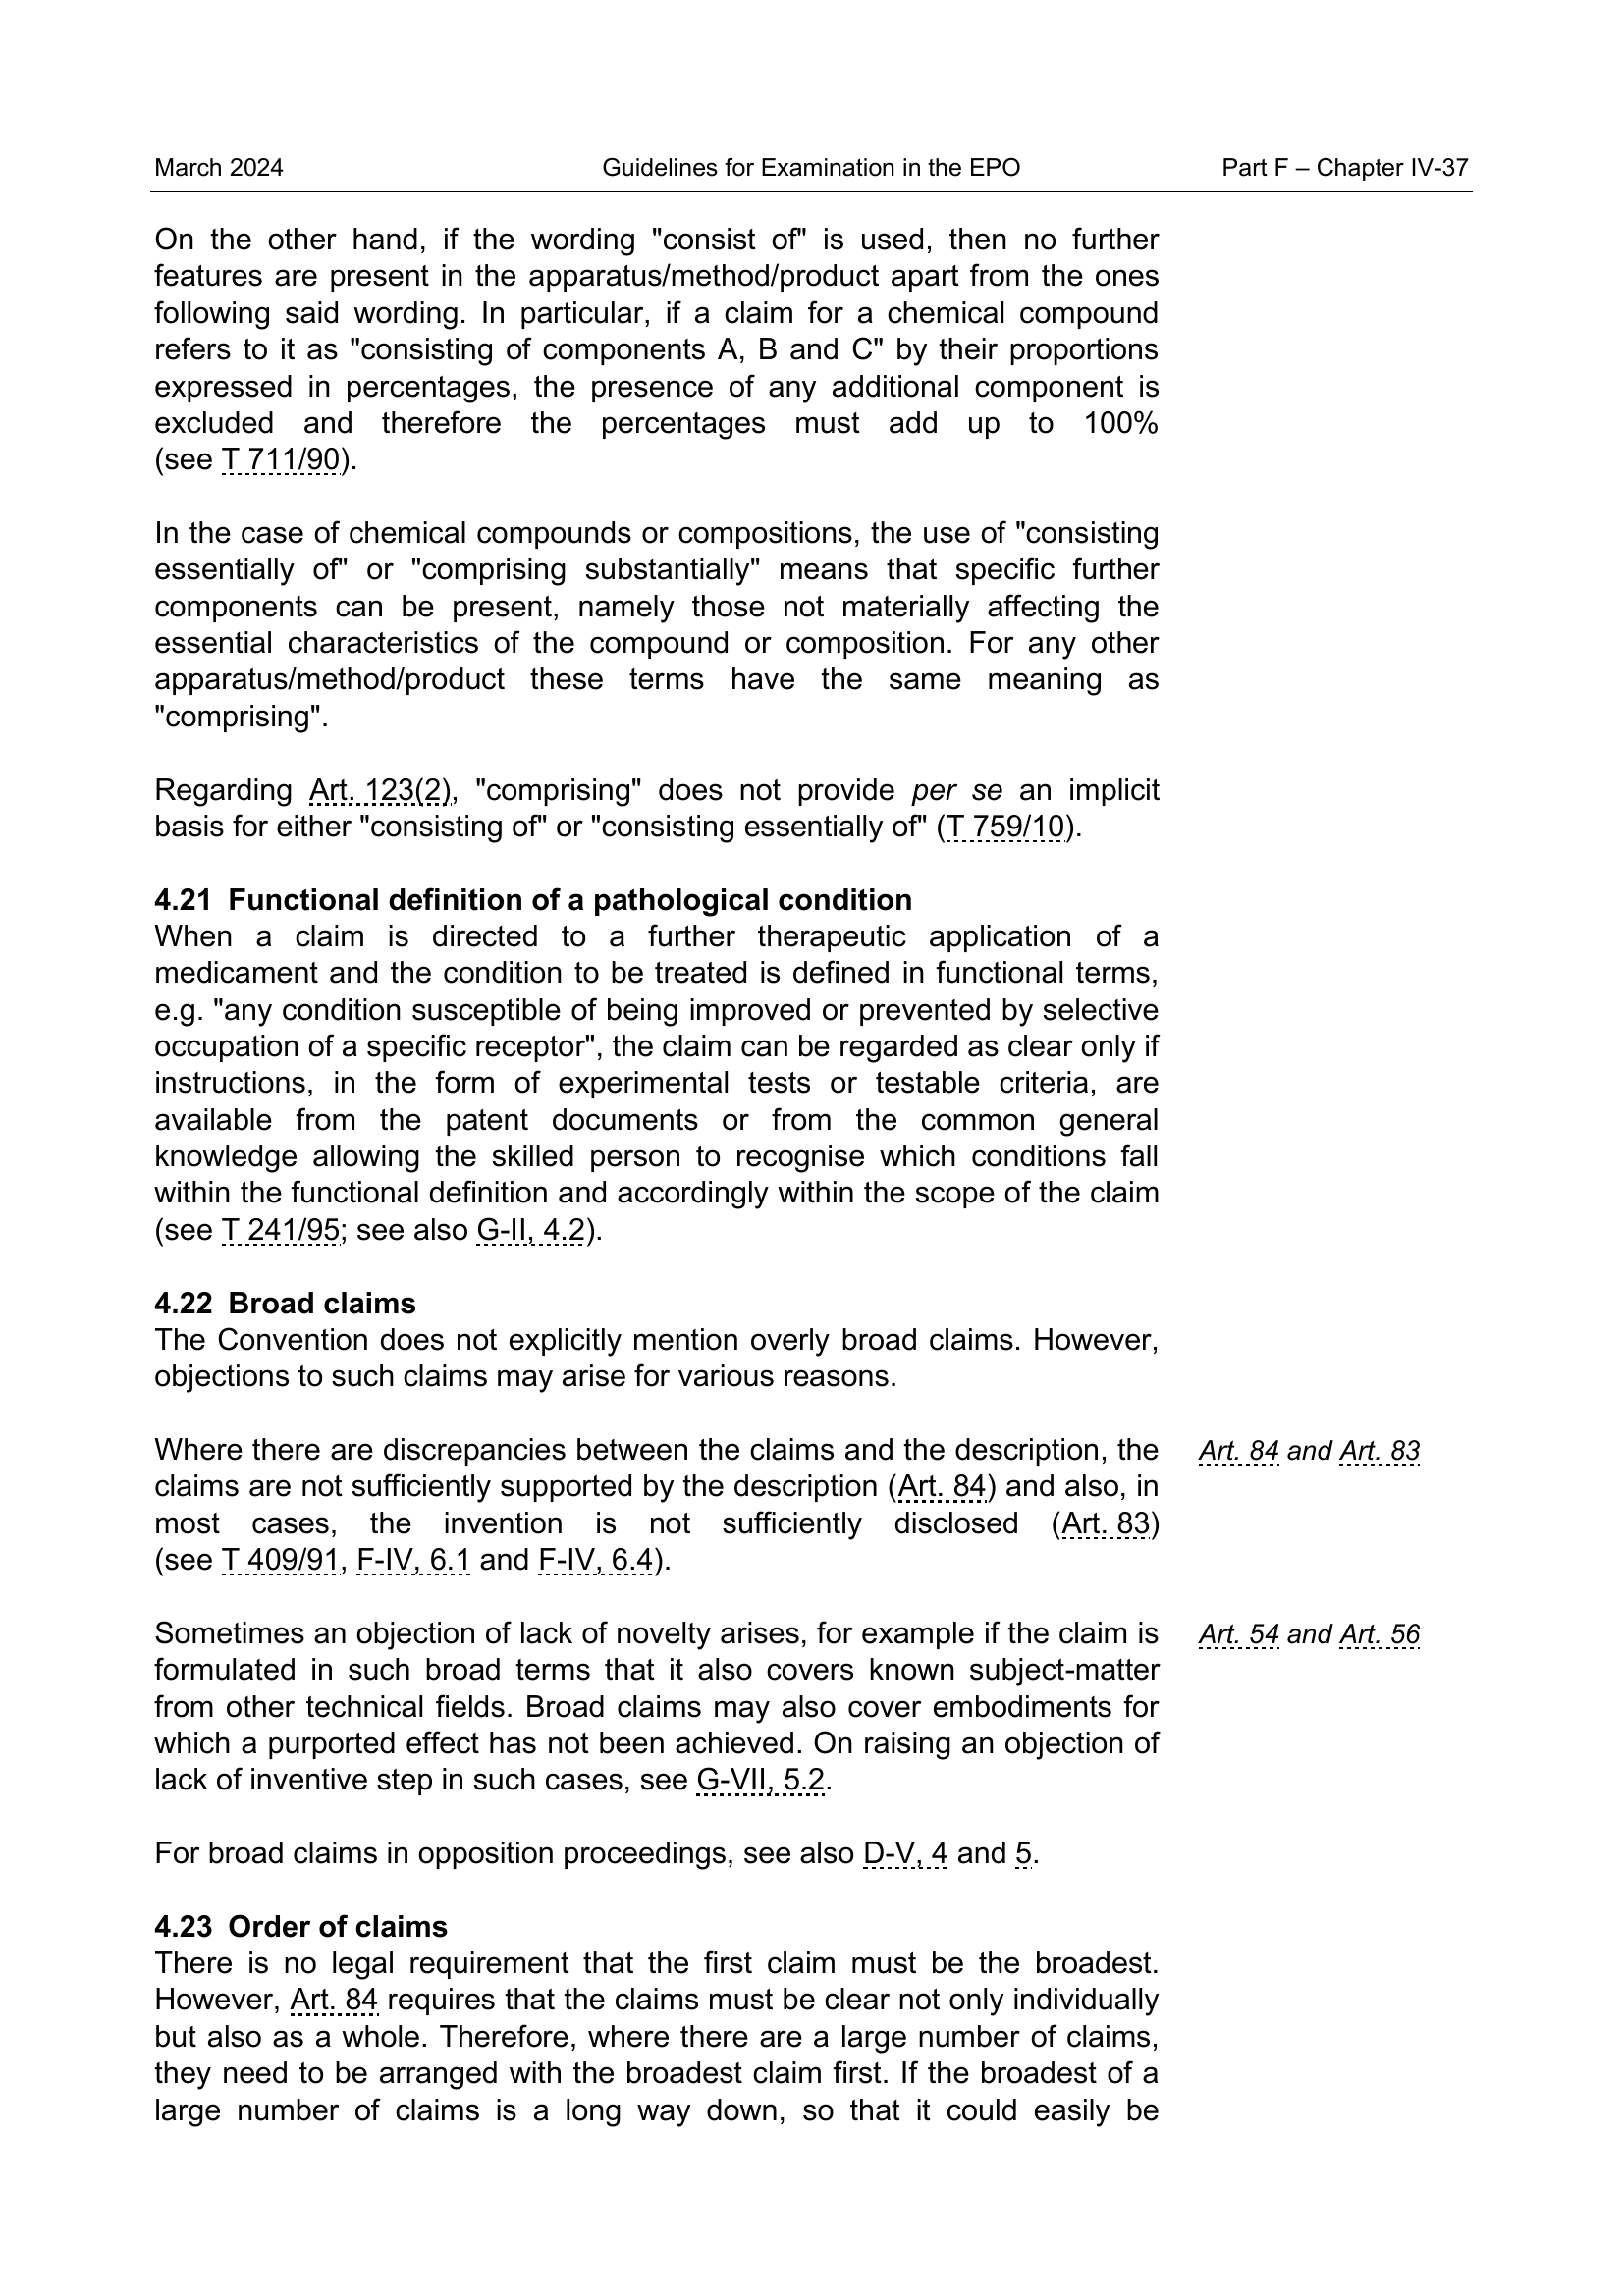 March 2024 Guidelines for Examination in the EPO Part F – Chapter IV-37
On the other hand, if the wording "consist of" is used, then no further
features are present in the apparatus/method/product apart from the ones
following said wording. In particular, if a claim for a chemical compound
refers to it as "consisting of components A, B and C" by their proportions
expressed in percentages, the presence of any additional component is
excluded and therefore the percentages must add up to 100%
(see T 711/90).
In the case of chemical compounds or compositions, the use of "consisting
essentially of" or "comprising substantially" means that specific further
components can be present, namely those not materially affecting the
essential characteristics of the compound or composition. For any other
apparatus/method/product these terms have the same meaning as
"comprising".
Regarding Art. 123(2), "comprising" does not provide per se an implicit
basis for either "consisting of" or "consisting essentially of" (T 759/10).
4.21 Functional definition of a pathological condition
When a claim is directed to a further therapeutic application of a
medicament and the condition to be treated is defined in functional terms,
e.g. "any condition susceptible of being improved or prevented by selective
occupation of a specific receptor", the claim can be regarded as clear only if
instructions, in the form of experimental tests or testable criteria, are
available from the patent documents or from the common general
knowledge allowing the skilled person to recognise which conditions fall
within the functional definition and accordingly within the scope of the claim
(see T 241/95; see also G-II, 4.2).
4.22 Broad claims
The Convention does not explicitly mention overly broad claims. However,
objections to such claims may arise for various reasons.
Where there are discrepancies between the claims and the description, the Art. 84 and Art. 83
claims are not sufficiently supported by the description (Art. 84) and also, in
most cases, the invention is not sufficiently disclosed (Art. 83)
(see T 409/91, F-IV, 6.1 and F-IV, 6.4).
Sometimes an objection of lack of novelty arises, for example if the claim is Art. 54 and Art. 56
formulated in such broad terms that it also covers known subject-matter
from other technical fields. Broad claims may also cover embodiments for
which a purported effect has not been achieved. On raising an objection of
lack of inventive step in such cases, see G-VII, 5.2.
For broad claims in opposition proceedings, see also D-V, 4 and 5.
4.23 Order of claims
There is no legal requirement that the first claim must be the broadest.
However, Art. 84 requires that the claims must be clear not only individually
but also as a whole. Therefore, where there are a large number of claims,
they need to be arranged with the broadest claim first. If the broadest of a
large number of claims is a long way down, so that it could easily be